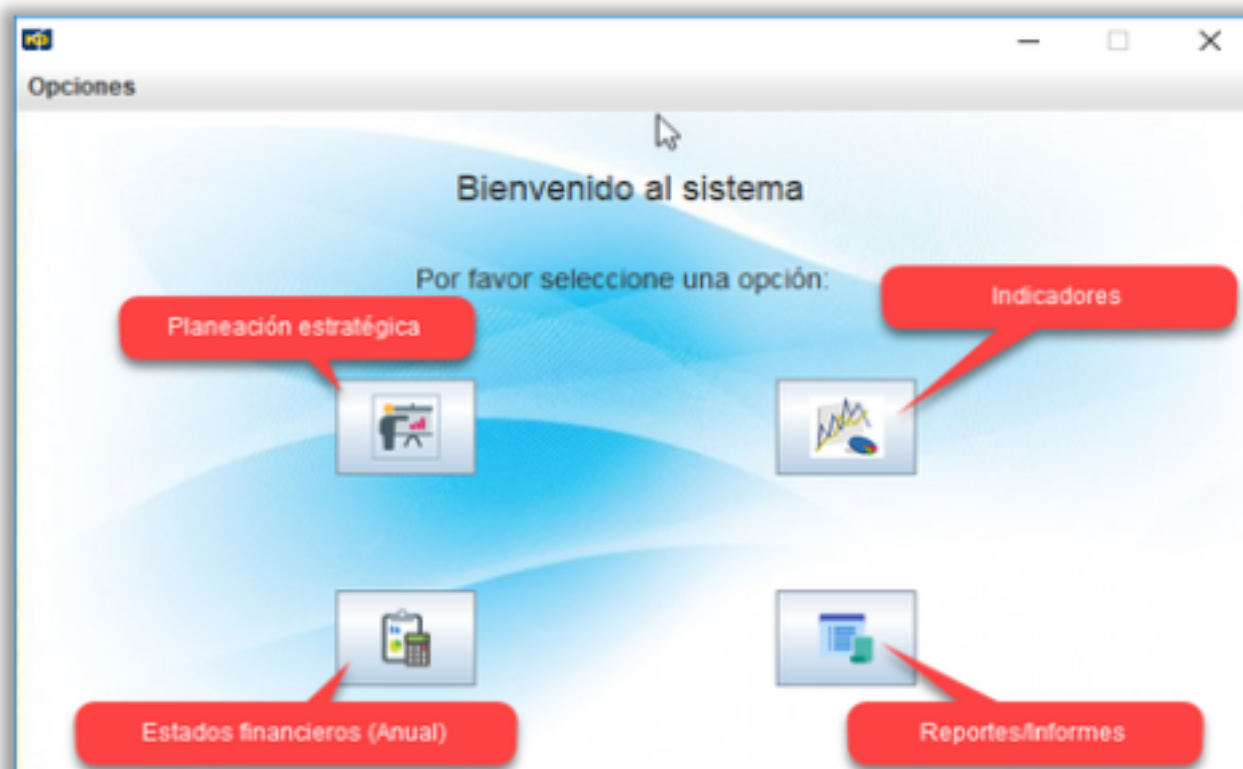 Opciones
Bienvenido al sistema
Por favor seleccione una opción:
Indicadores
Planeación estratégica
Estados financieros (Anual)
Reportes/Informes